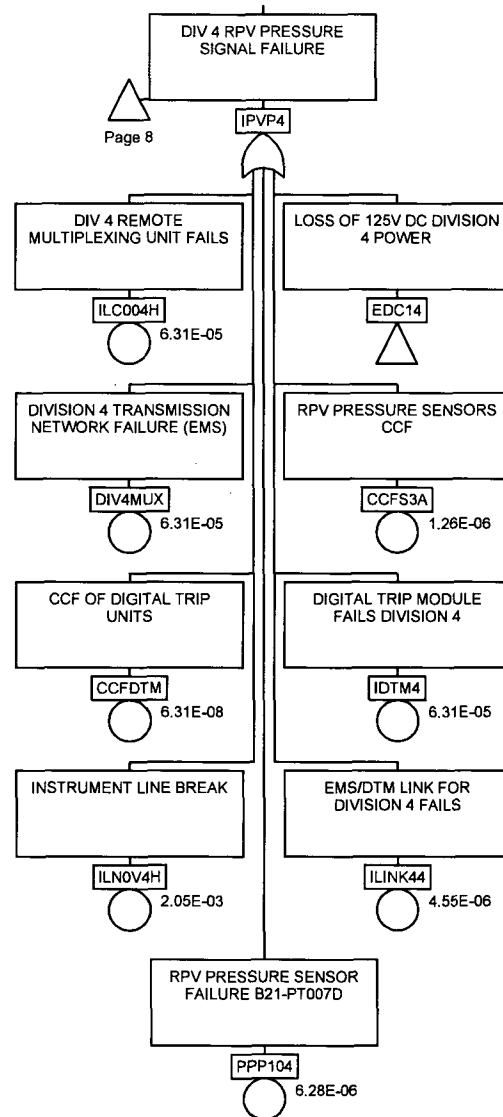 DIV 4 RPV PRESSURE
SIGNAL FAILURE
Page 8
IPVP4
DIV 4 REMOTE
MULTIPLEXING UNIT FAILS
ILC004H
6.31E-05
LOSS OF 125V DC DIVISION
4 POWER
EDC14
DIVISION 4 TRANSMISSION
NETWORK FAILURE (EMS)
DIV4MUX
6.31E-05
RPV PRESSURE SENSORS
CCF
CCFS3A
1.26E-06
CCF OF DIGITAL TRIP
UNITS
CCFDTM
6.31E-08
DIGITAL TRIP MODULE
FAILS DIVISION 4
IDTM4
6.31E-05
INSTRUMENT LINE BREAK
ILN0V4H
2.05E-03
EMS/DTM LINK FOR
DIVISION 4 FAILS
ILINK44
4.55E-06
RPV PRESSURE SENSOR
FAILURE B21-PT007D
PPP104
6.28E-06